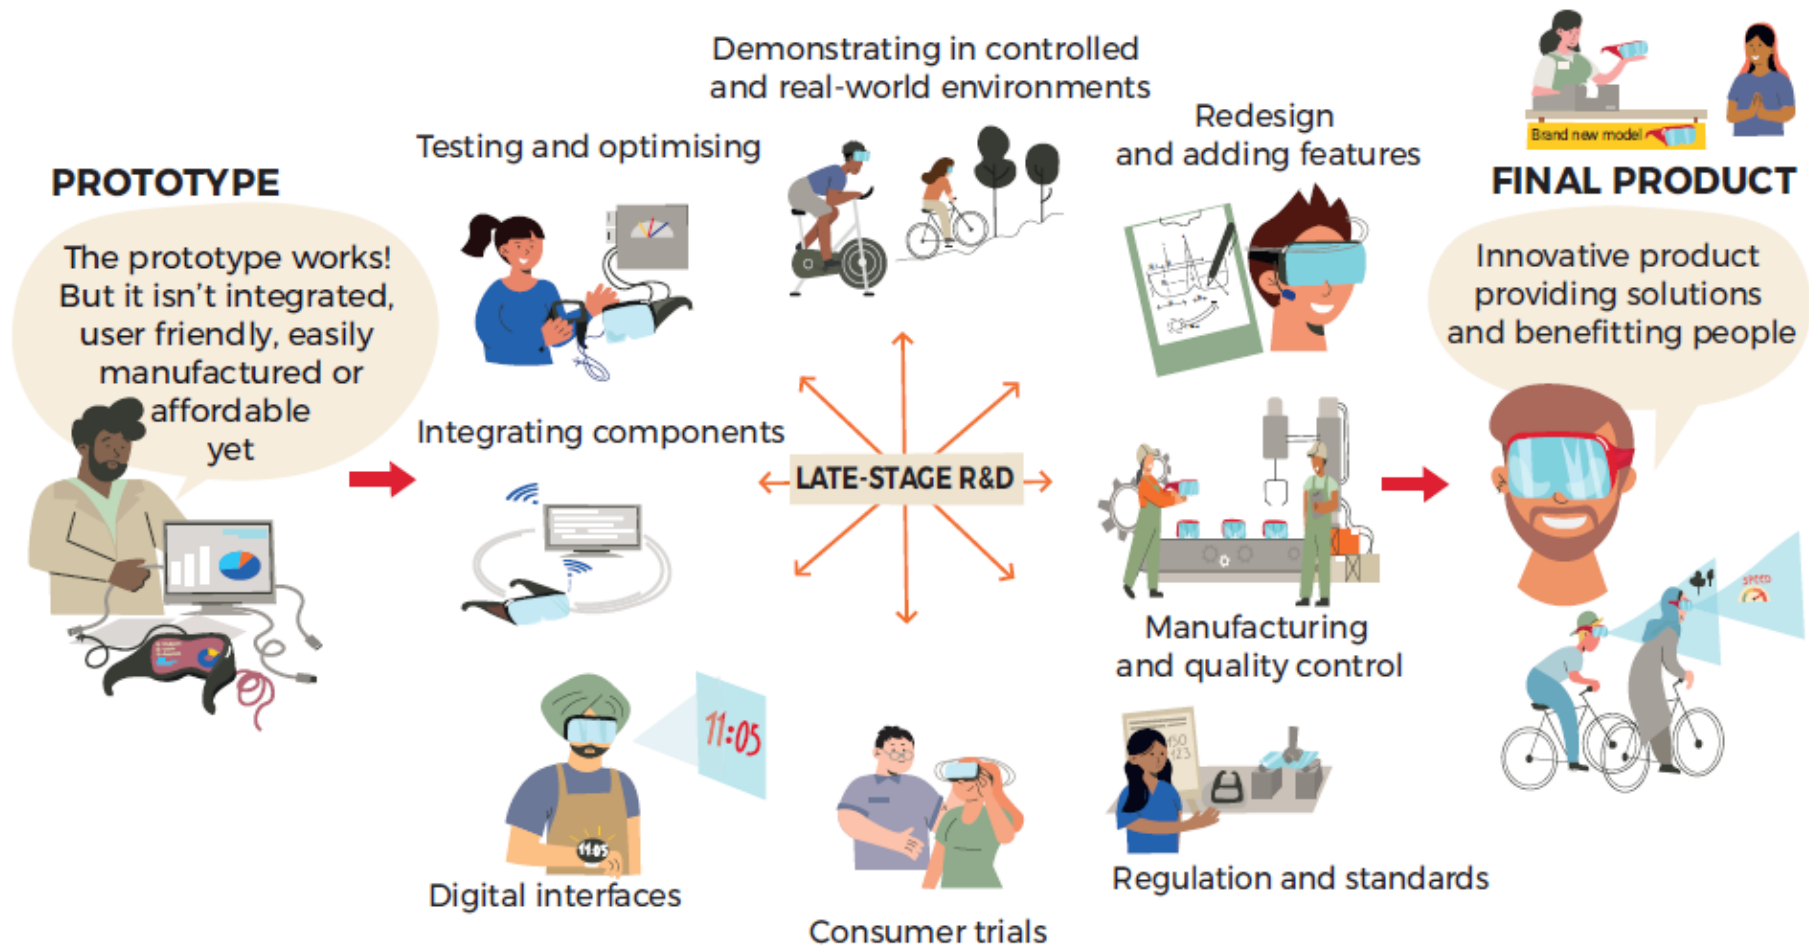 PROTOTYPE
The prototype works!
But it isn't integrated,
user friendly, easily
manufactured or
affordable
yet
Testing and optimising
Integrating components
Digital interfaces
11:05
11:05
Demonstrating in controlled
and real-world environments
LATE-STAGE R&D
Consumer trials
Redesign
and adding features
Manufacturing
and quality control
Regulation and standards
Brand new model
FINAL PRODUCT
Innovative product
providing solutions
and benefitting people
SPEED